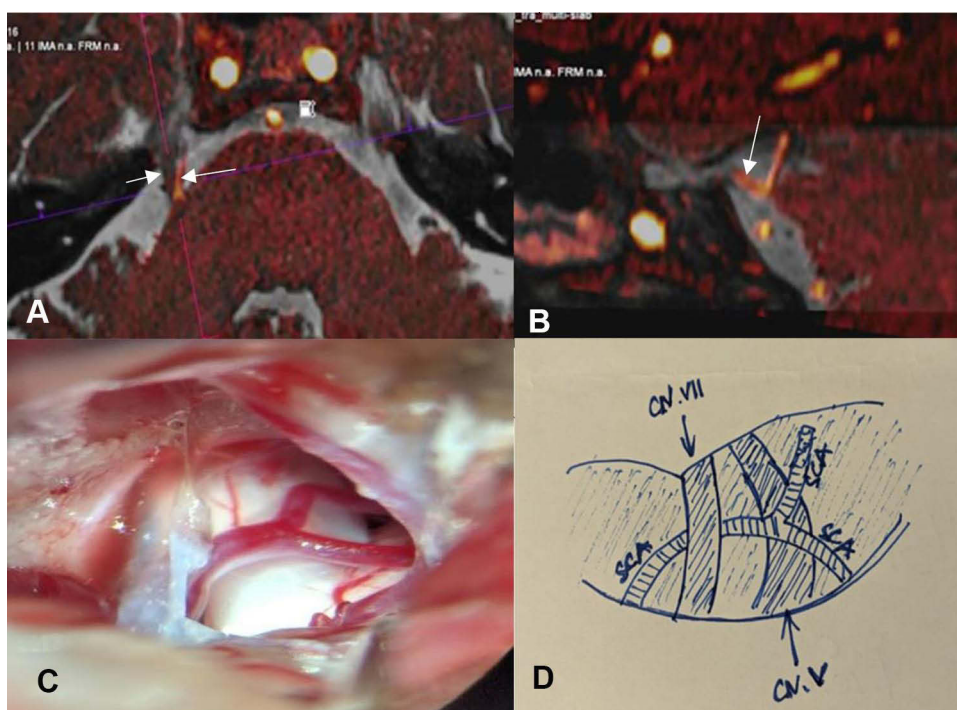 16
a. | 11 IMA n.a. FRM n.a.
A
_tra_multi-slab
IMA n.a. FRM n.a.
B
C
CN.VII
SCA
SCA
SCA
CN.V
D